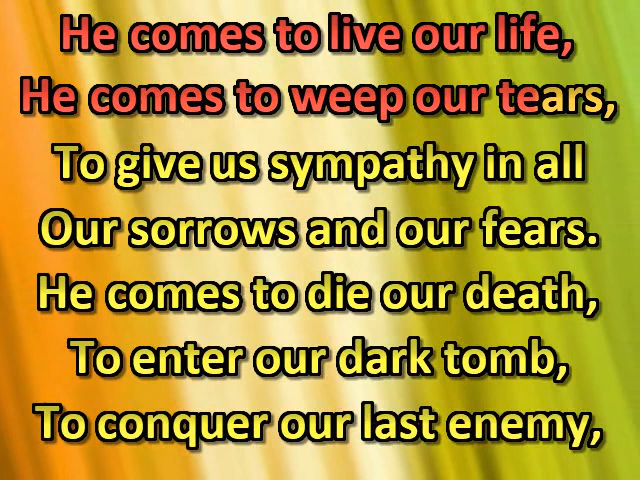 He comes to live our life,
He comes to weep our tears,
To give us sympathy in all
Our sorrows and our fears.
He comes to die our death,
To enter our dark tomb,
To conquer our last enemy,